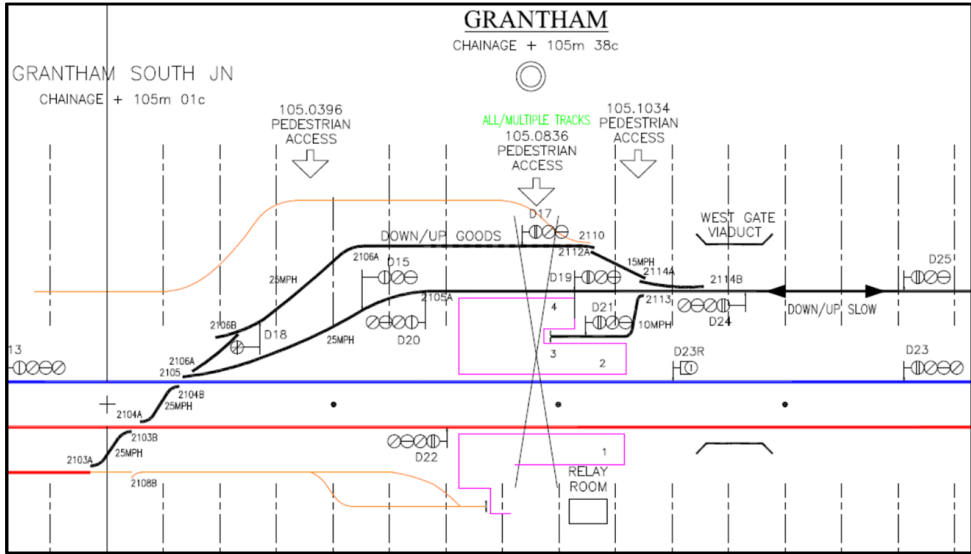 GRANTHAM
CHAINAGE + 105m 38c
GRANTHAM SOUTH JN
CHAINAGE + 105m 01c
105.0396
PEDESTRIAN
ACCESS
ALL/MULTIPLE TRACKS
105.0836
PEDESTRIAN
ACCESS
105.1034
PEDESTRIAN
ACCESS
D17
2110
WEST GATE
VIADUCT
DOWN/UP GOODS
2112A
2106A
D15
15MPH
D25
25MPH
D19
2114A
2114B
2105A
2113
4
DOWN/UP SLOW
2106B
D18
D20
D21
10MPH
D24
25MPH
13
2106A
3
2
D23R
D23
2105
1
2104B
25MPH
2104A
2103B
25MPH
D22
1
2103A
2108B
RELAY
ROOM